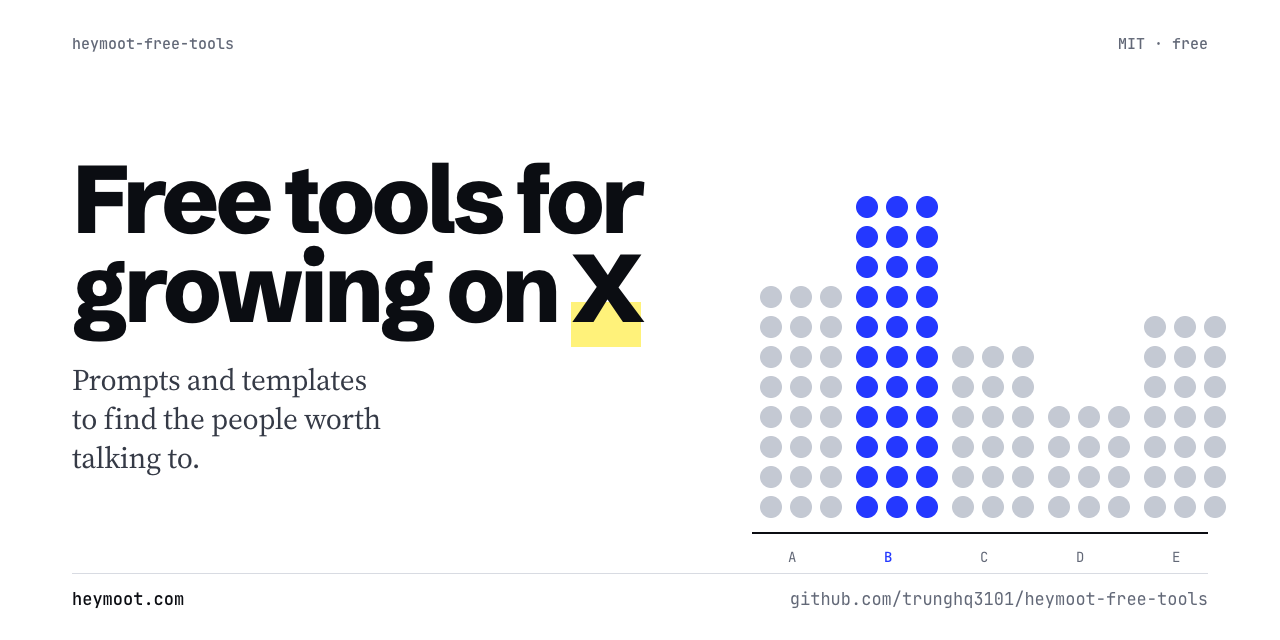 heymoot-free-tools
MIT · free
Free tools for
growing on X
Prompts and templates
to find the people worth
talking to.
A B C D E
heymoot.com
github.com/trunghq3101/heymoot-free-tools